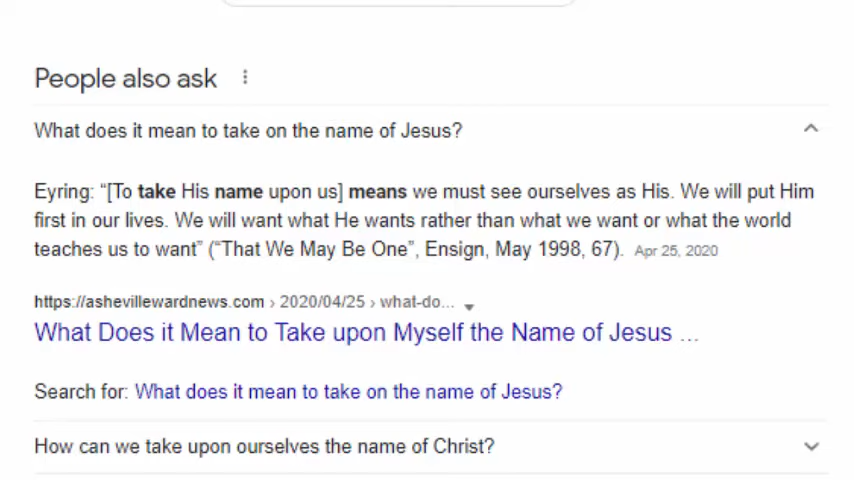 People also ask
What does it mean to take on the name of Jesus?
Eyring: “[To take His name upon us] means we must see ourselves as His. We will put Him
first in our lives. We will want what He wants rather than what we want or what the world
teaches us to want” (“That We May Be One”, Ensign, May 1998, 67). Apr 25, 2020
https://ashevillewardnews.com › 2020/04/25 › what-do...
What Does it Mean to Take upon Myself the Name of Jesus ...
Search for: What does it mean to take on the name of Jesus?
How can we take upon ourselves the name of Christ?